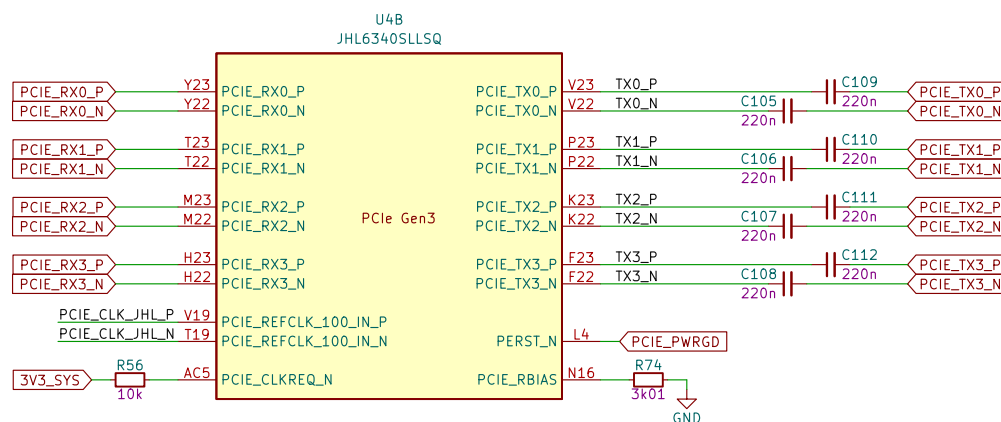 U4B
JHL6340SLLSQ
PCIE_RX0_P Y23 PCIE_RX0_P PCIE_TX0_P V23 TX0_P C109 220n PCIE_TX0_P
PCIE_RX0_N Y22 PCIE_RX0_N PCIE_TX0_N V22 TX0_N C105 220n PCIE_TX0_N
PCIE_RX1_P T23 PCIE_RX1_P PCIE_TX1_P P23 TX1_P C110 220n PCIE_TX1_P
PCIE_RX1_N T22 PCIE_RX1_N PCIE_TX1_N P22 TX1_N C106 220n PCIE_TX1_N
PCIE_RX2_P M23 PCIE_RX2_P PCIE_TX2_P K23 TX2_P C111 220n PCIE_TX2_P
PCIe Gen3
PCIE_RX2_N M22 PCIE_RX2_N PCIE_TX2_N K22 TX2_N C107 220n PCIE_TX2_N
PCIE_RX3_P H23 PCIE_RX3_P PCIE_TX3_P F23 TX3_P C112 220n PCIE_TX3_P
PCIE_RX3_N H22 PCIE_RX3_N PCIE_TX3_N F22 TX3_N C108 220n PCIE_TX3_N
PCIE_CLK_JHL_P V19 PCIE_REFCLK_100_IN_P
PCIE_CLK_JHL_N T19 PCIE_REFCLK_100_IN_N PERST_N L4 PCIE_PWRGD
3V3_SYS R56 10k AC5 PCIE_CLKREQ_N PCIE_RBIAS N16 R74 3k01
GND